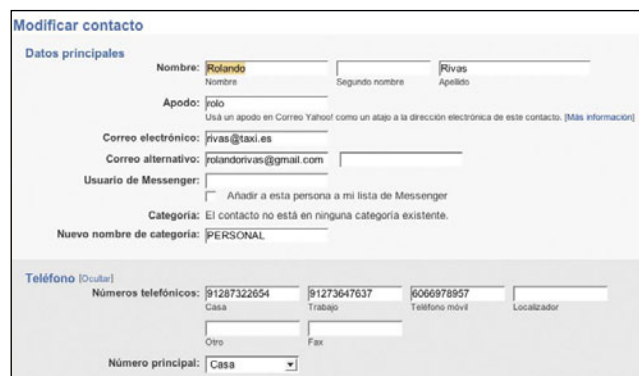 Modificar contacto
Datos principales
Nombre: Rolando Rivas
Nombre Segundo nombre Apellido
Apodo: rolo
Usá un apodo en Correo Yahoo! como un atajo a la dirección electrónica de este contacto. [Más información]
Correo electrónico: rivas@taxi.es
Correo alternativo: rolandorivas@gmail.com
Usuario de Messenger:
Añadir a esta persona a mi lista de Messenger
Categoría: El contacto no está en ninguna categoría existente.
Nuevo nombre de categoría: PERSONAL
Teléfono [Ocultar]
Números telefónicos: 91287322654 91273647637 6066978957
Casa Trabajo Teléfono móvil Localizador
Otro Fax
Número principal: Casa